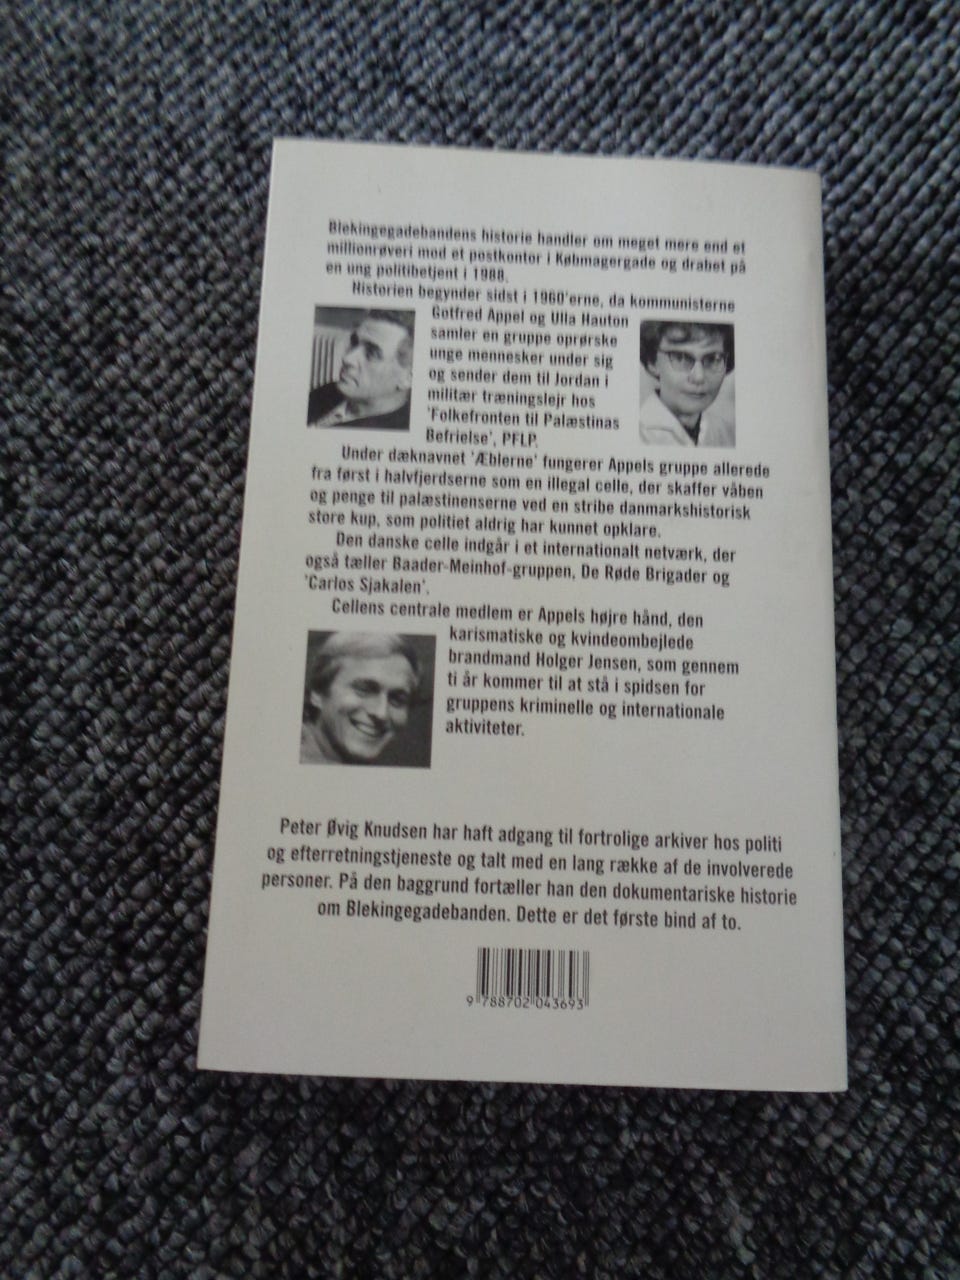 Blekingegadebandens historie handler om meget mere end et
millionrøveri mod et postkontor i Købmagergade og drabet på
en ung politibetjent i 1988.
Historien begynder sidst i 1960'erne, da kommunisterne
Gotfred Appel og Ulla Hauton
samler en gruppe oprørske
unge mennesker under sig
og sender dem til Jordan i
militær træningslejr hos
'Folkefronten til Palæstinas
Befrielse', PFLP.
Under dæknavnet 'Æblerne' fungerer Appels gruppe allerede
fra først i halvfjerdserne som en illegal celle, der skaffer våben
og penge til palæstinenserne ved en stribe danmarkshistorisk
store kup, som politiet aldrig har kunnet opklare.
Den danske celle indgår i et internationalt netværk, der
også tæller Baader-Meinhof-gruppen, De Røde Brigader og
'Carlos Sjakalen'.
Cellens centrale medlem er Appels højre hånd, den
karismatiske og kvindeombejlede
brandmand Holger Jensen, som gennem
ti år kommer til at stå i spidsen for
gruppens kriminelle og internationale
aktiviteter.
Peter Øvig Knudsen har haft adgang til fortrolige arkiver hos politi
og efterretningstjeneste og talt med en lang række af de involverede
personer. På den baggrund fortæller han den dokumentariske historie
om Blekingegadebanden. Dette er det første bind af to.
9 788702 043693